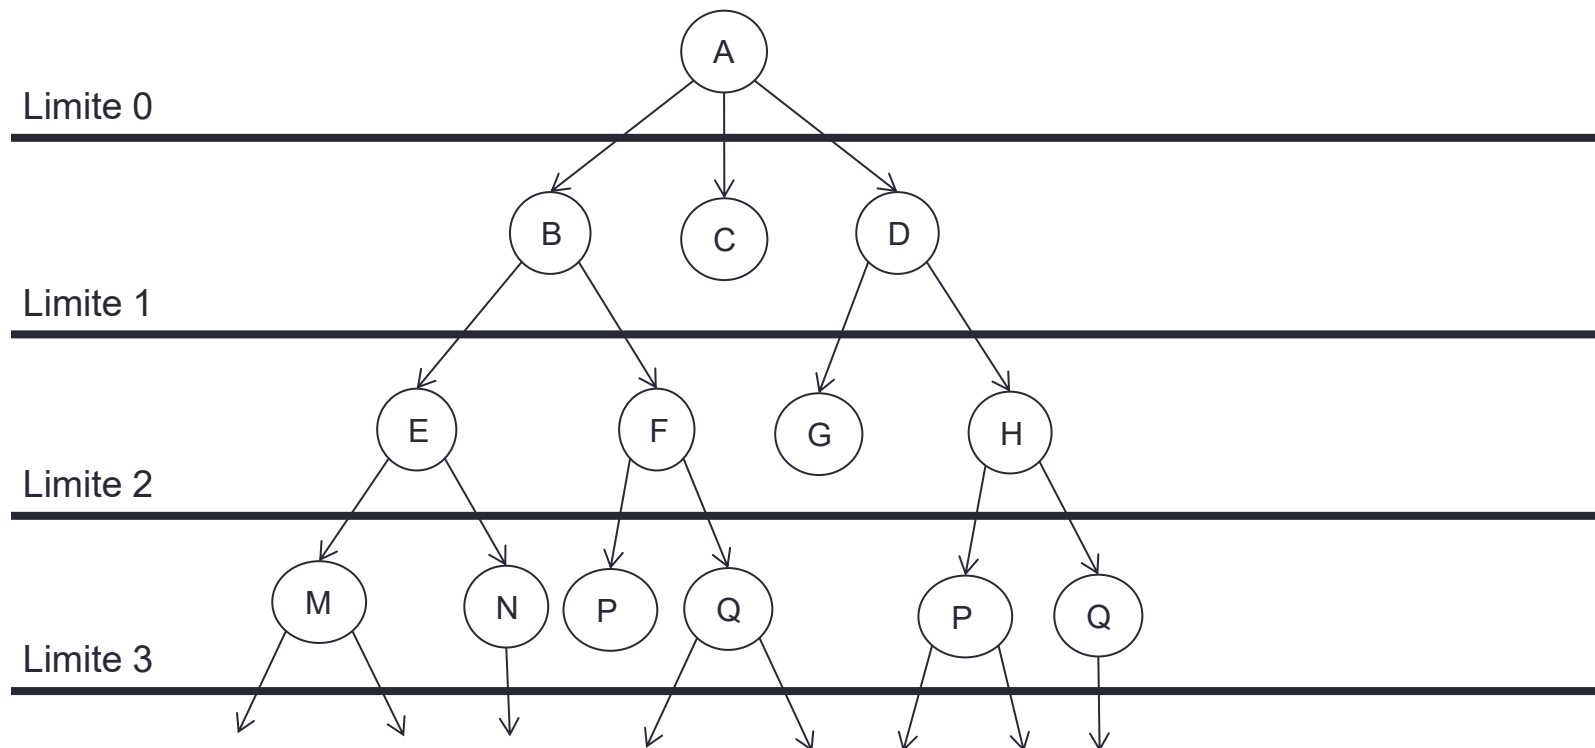 A
Limite 0
B C D
Limite 1
E F G H
Limite 2
M N P Q P Q
Limite 3